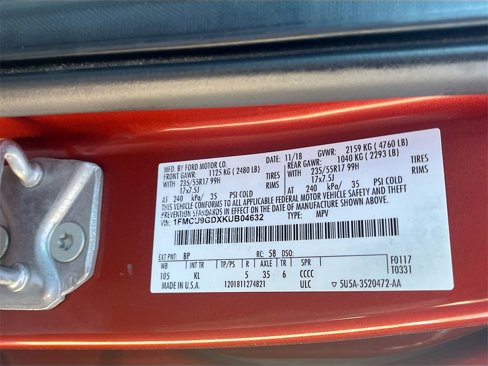 MFD. BY FORD MOTOR CO. DATE: 11/18 GVWR: 2159 KG ( 4760 LB)
FRONT GAWR: 1125 KG ( 2480 LB) REAR GAWR: 1040 KG ( 2293 LB)
WITH 235/55R17 99H TIRES WITH 235/55R17 99H TIRES
17x7.5J RIMS 17x7.5J RIMS
AT 240 kPa/ 35 PSI COLD AT 240 kPa/ 35 PSI COLD
THIS VEHICLE CONFORMS TO ALL APPLICABLE FEDERAL MOTOR VEHICLE SAFETY AND THEFT
PREVENTION STANDARDS IN EFFECT ON THE DATE OF MANUFACTURE SHOWN ABOVE.
VIN: 1FMCU9GDXKUB04632 TYPE: MPV
EXT PNT: BP RC: 5B DSO: F0117
WB TP/PS R AXLE TR SPR T0331
105 KL 5 35 6 CCCC
MADE IN U.S.A. 1201811274821 ULC 5U5A-3520472-AA